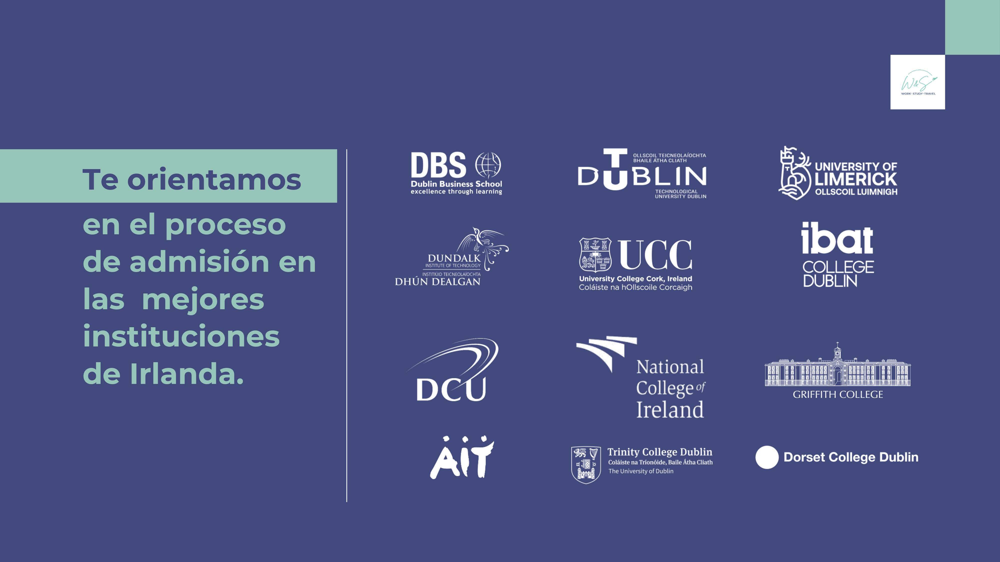 W&S
WORK · STUDY · TRAVEL
Te orientamos
en el proceso
de admisión en
las  mejores
instituciones
de Irlanda.
DBS
Dublin Business School
excellence through learning
OLLSCOIL TEICNEOLAÍOCHTA
BHAILE ÁTHA CLIATH
TU DUBLIN
TECHNOLOGICAL
UNIVERSITY DUBLIN
UNIVERSITY OF
LIMERICK
OLLSCOIL LUIMNIGH
DUNDALK
INSTITUTE OF TECHNOLOGY
INSTITIÚID TEICNEOLAÍOCHTA
DHÚN DEALGAN
UCC
University College Cork, Ireland
Coláiste na hOllscoile Corcaigh
ibat
COLLEGE
DUBLIN
DCU
National
College of
Ireland
GRIFFITH COLLEGE
AIT
Trinity College Dublin
Coláiste na Tríonóide, Baile Átha Cliath
The University of Dublin
Dorset College Dublin